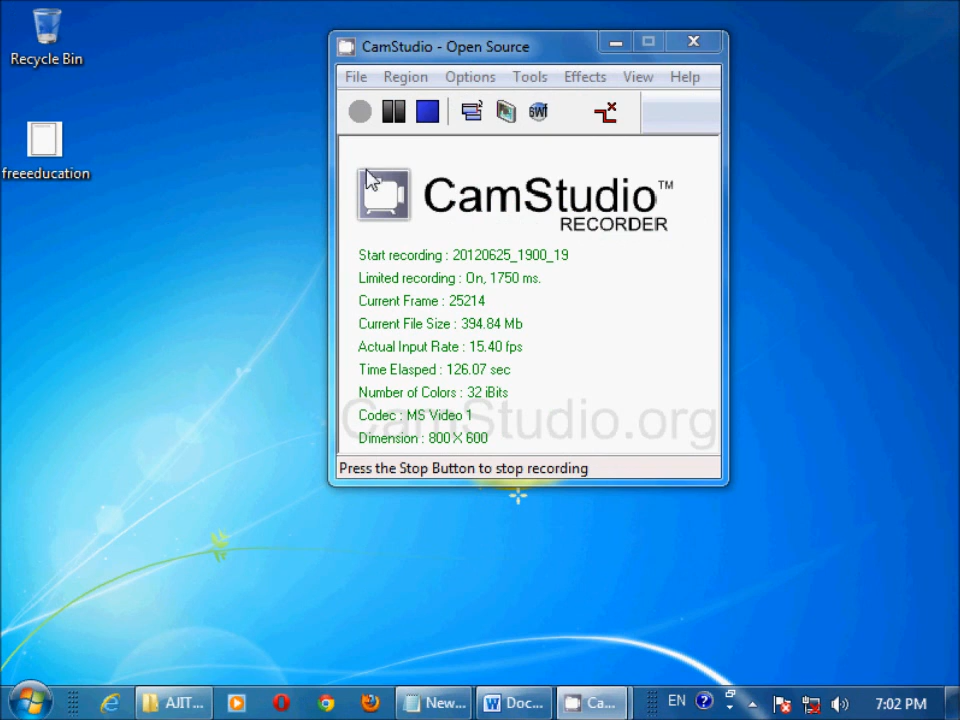 Recycle Bin
freeeducation
CamStudio - Open Source
File Region Options Tools Effects View Help
SWf
CamStudio™
RECORDER
Start recording : 20120625_1900_19
Limited recording : On, 1750 ms.
Current Frame : 25214
Current File Size : 394.84 Mb
Actual Input Rate : 15.40 fps
Time Elasped : 126.07 sec
Number of Colors : 32 iBits
Codec : MS Video 1
Dimension : 800 X 600
CamStudio.org
Press the Stop Button to stop recording
AJIT... New... Doc... Ca... EN 7:02 PM